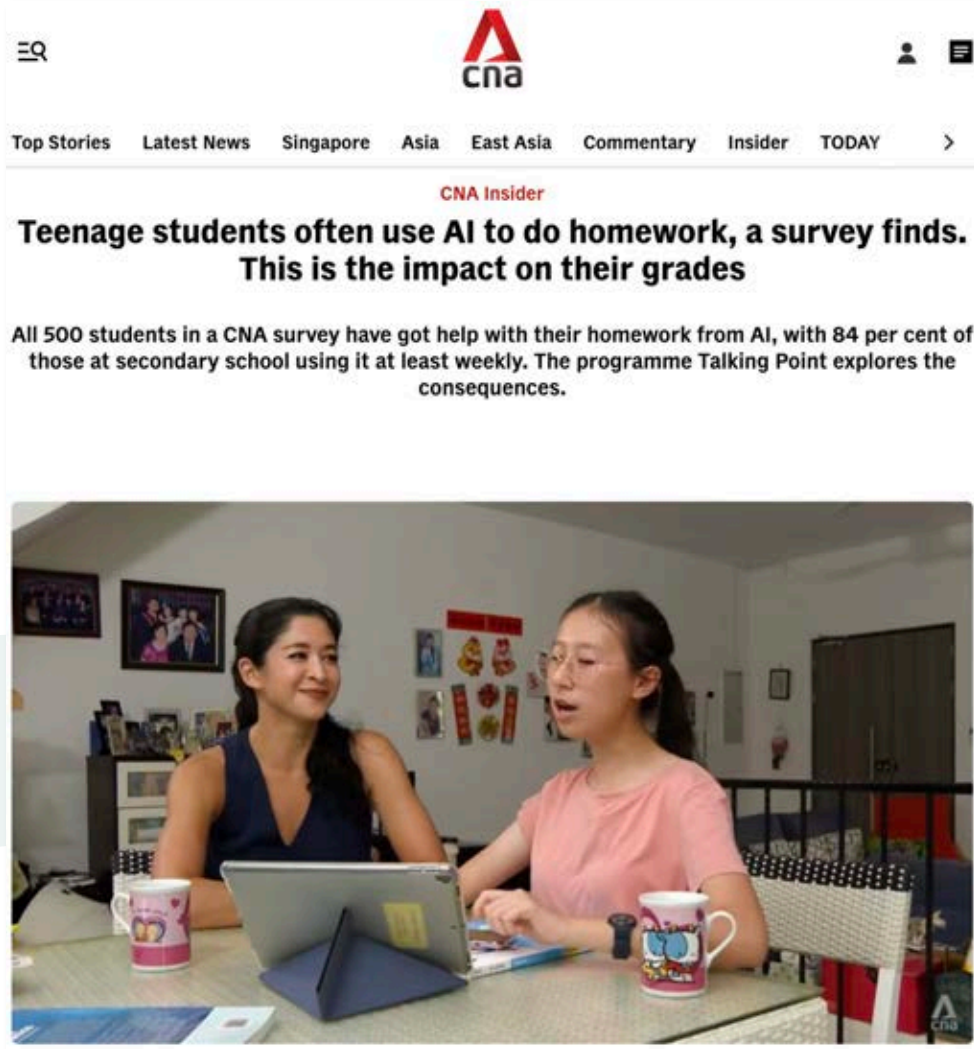 cna
Top Stories Latest News Singapore Asia East Asia Commentary Insider TODAY
CNA Insider
Teenage students often use AI to do homework, a survey finds.
This is the impact on their grades
All 500 students in a CNA survey have got help with their homework from AI, with 84 per cent of
those at secondary school using it at least weekly. The programme Talking Point explores the
consequences.
cna